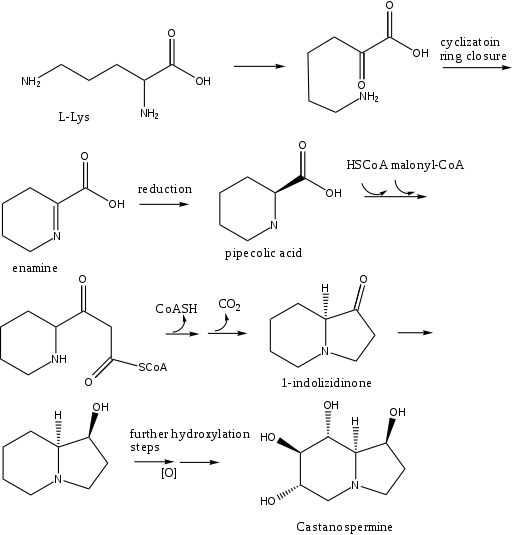 O
OH
NH₂
NH₂
L-Lys
O
OH
O
NH₂
cyclizatoin
ring closure
O
OH
N
enamine
reduction
O
OH
N
pipecolic acid
HSCoA malonyl-CoA
O
NH
O
SCoA
CoASH
CO₂
H
O
N
1-indolizidinone
H
OH
N
further hydroxylation
steps
[O]
OH
H
OH
HO
HO
N
Castanospermine